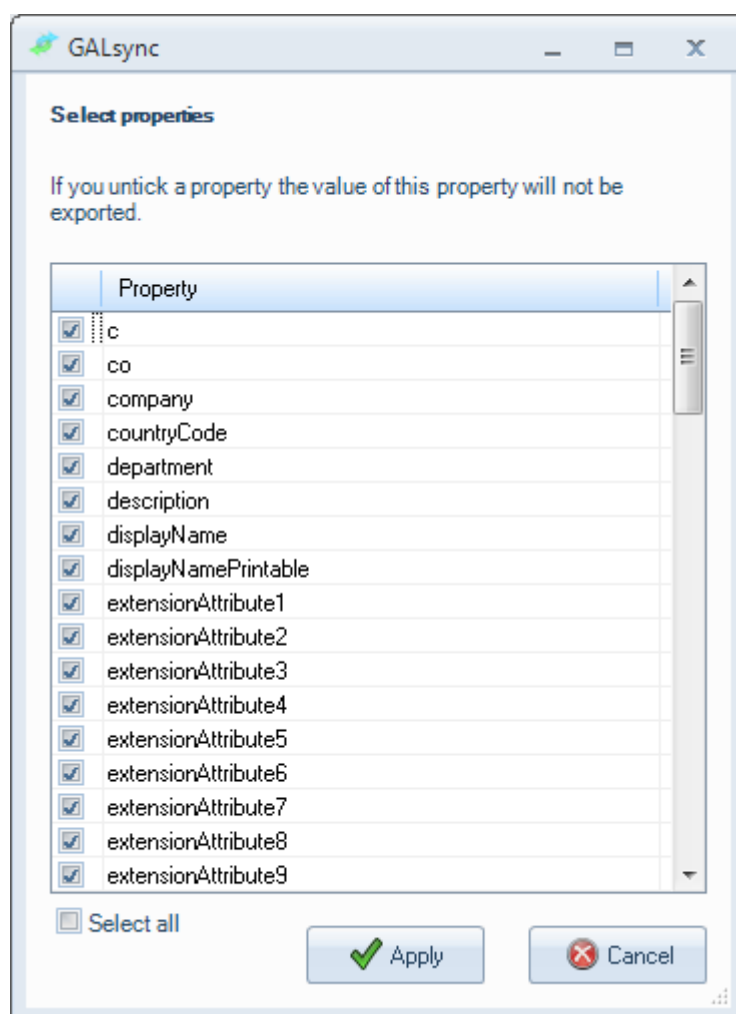 GALsync
Select properties
If you untick a property the value of this property will not be
exported.
Property
c
co
company
countryCode
department
description
displayName
displayNamePrintable
extensionAttribute1
extensionAttribute2
extensionAttribute3
extensionAttribute4
extensionAttribute5
extensionAttribute6
extensionAttribute7
extensionAttribute8
extensionAttribute9
Select all
Apply
Cancel